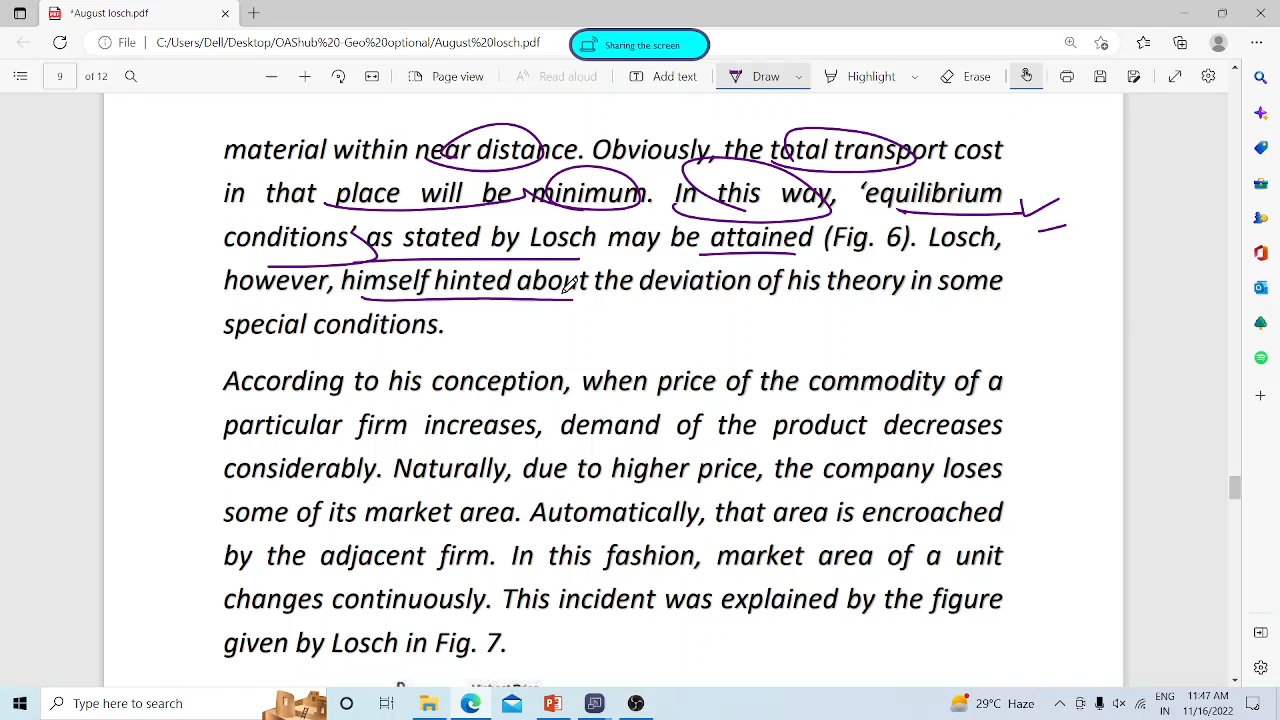 *August losch.pdf
File
C:/Users/Dell/Desktop/OAShub%20.%20Geo%20optional/August%20losch.pdf
Sharing the screen
9 of 12
Page view
Read aloud
Add text
Draw
Highlight
Erase
material within near distance. Obviously, the total transport cost
in that place will be minimum. In this way, ‘equilibrium
conditions’ as stated by Losch may be attained (Fig. 6). Losch,
however, himself hinted about the deviation of his theory in some
special conditions.
According to his conception, when price of the commodity of a
particular firm increases, demand of the product decreases
considerably. Naturally, due to higher price, the company loses
some of its market area. Automatically, that area is encroached
by the adjacent firm. In this fashion, market area of a unit
changes continuously. This incident was explained by the figure
given by Losch in Fig. 7.
Type here to search
29°C Haze
ENG
IN
11:17 AM
11/16/2022